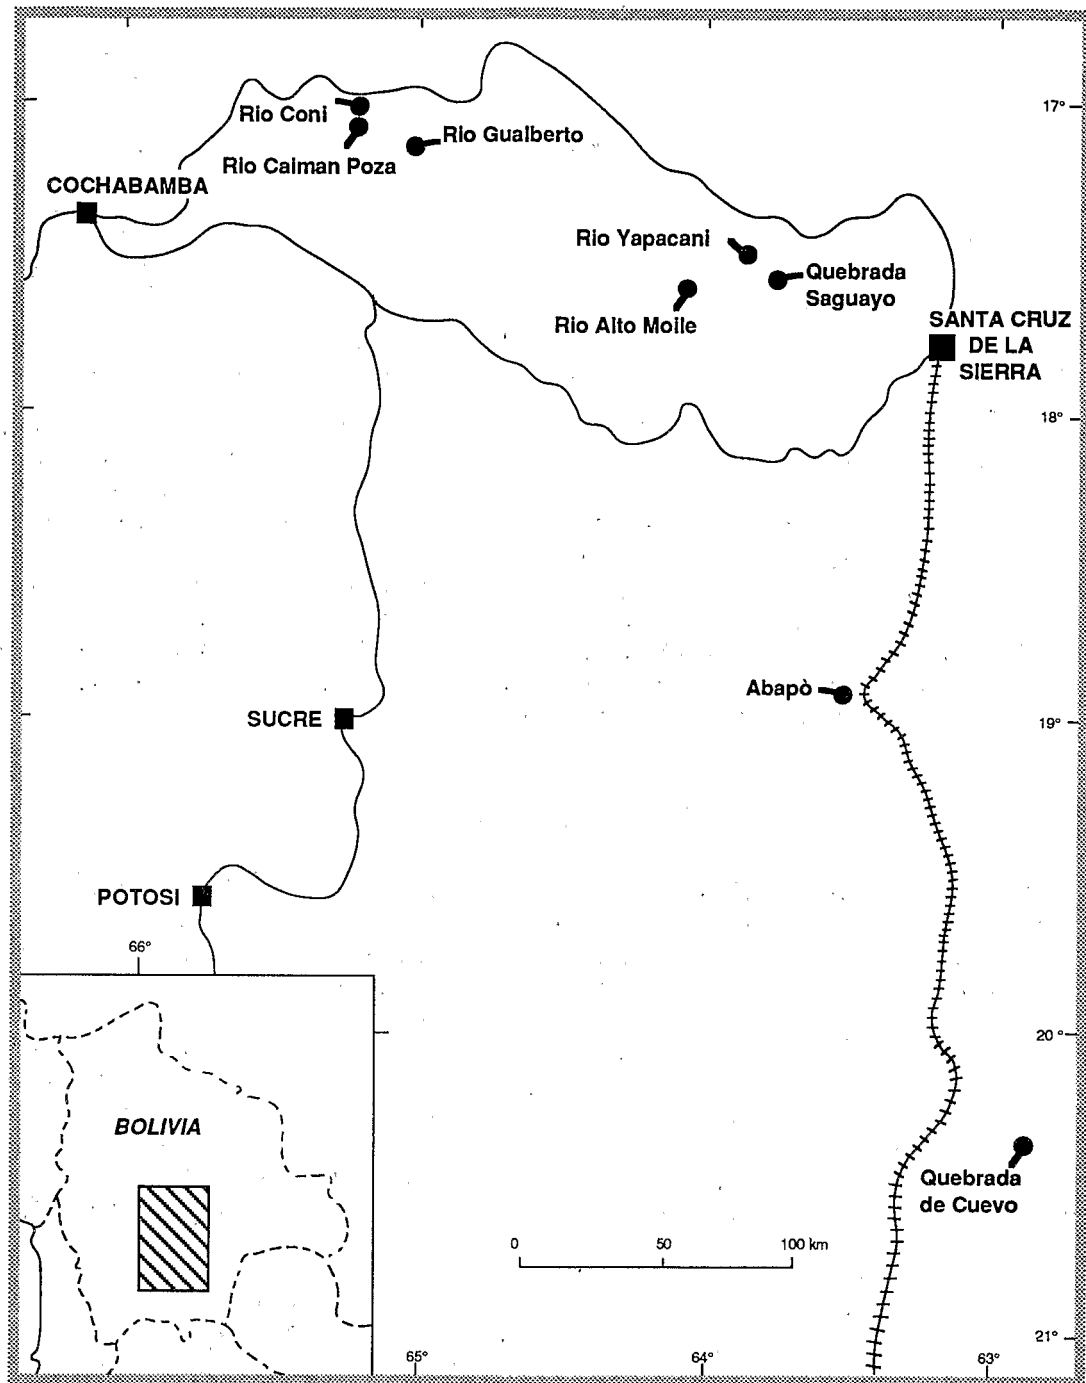 17°
Rio Coni
Rio Gualberto
Rio Caiman Poza
COCHABAMBA
Rio Yapacani
Quebrada
Saguayo
Rio Alto Moile
SANTA CRUZ
DE LA
SIERRA
18°
Abapò
SUCRE
19°
POTOSI
66°
20°
BOLIVIA
Quebrada
de Cuevo
0 50 100 km
21°
65° 64° 63°